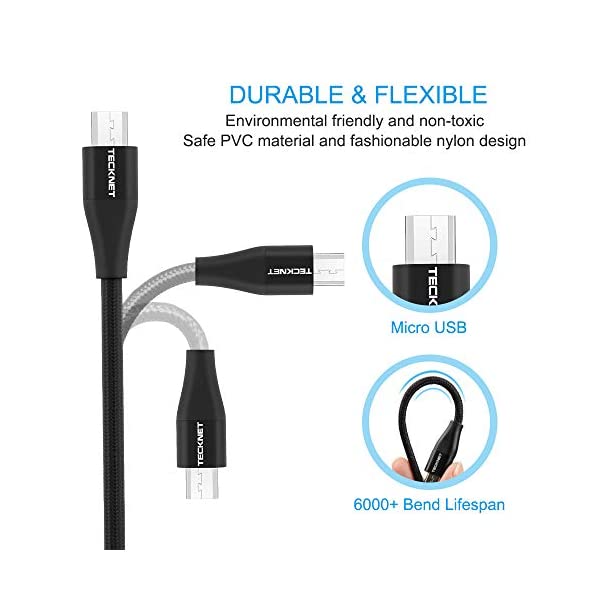 DURABLE & FLEXIBLE
Environmental friendly and non-toxic
Safe PVC material and fashionable nylon design
TECKNET
TECKNET
TECKNET
TECKNET
Micro USB
TECKNET
6000+ Bend Lifespan